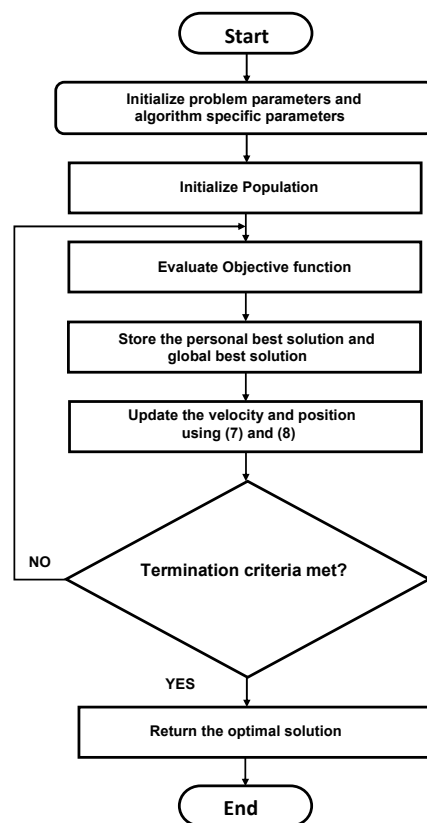 Start
Initialize problem parameters and
algorithm specific parameters
Initialize Population
Evaluate Objective function
Store the personal best solution and
global best solution
Update the velocity and position
using (7) and (8)
Termination criteria met?
NO
YES
Return the optimal solution
End